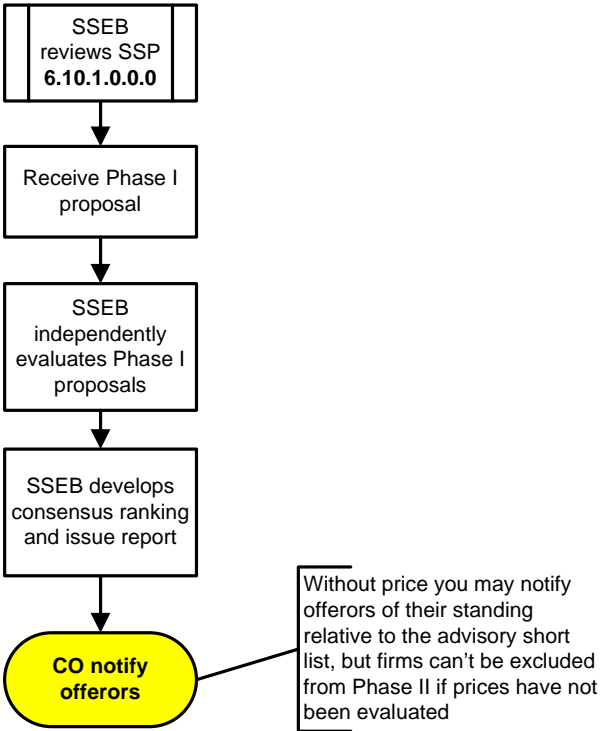 SSEB
reviews SSP
6.10.1.0.0.0
Receive Phase I
proposal
SSEB
independently
evaluates Phase I
proposals
SSEB develops
consensus ranking
and issue report
CO notify
offerors
Without price you may notify
offerors of their standing
relative to the advisory short
list, but firms can't be excluded
from Phase II if prices have not
been evaluated